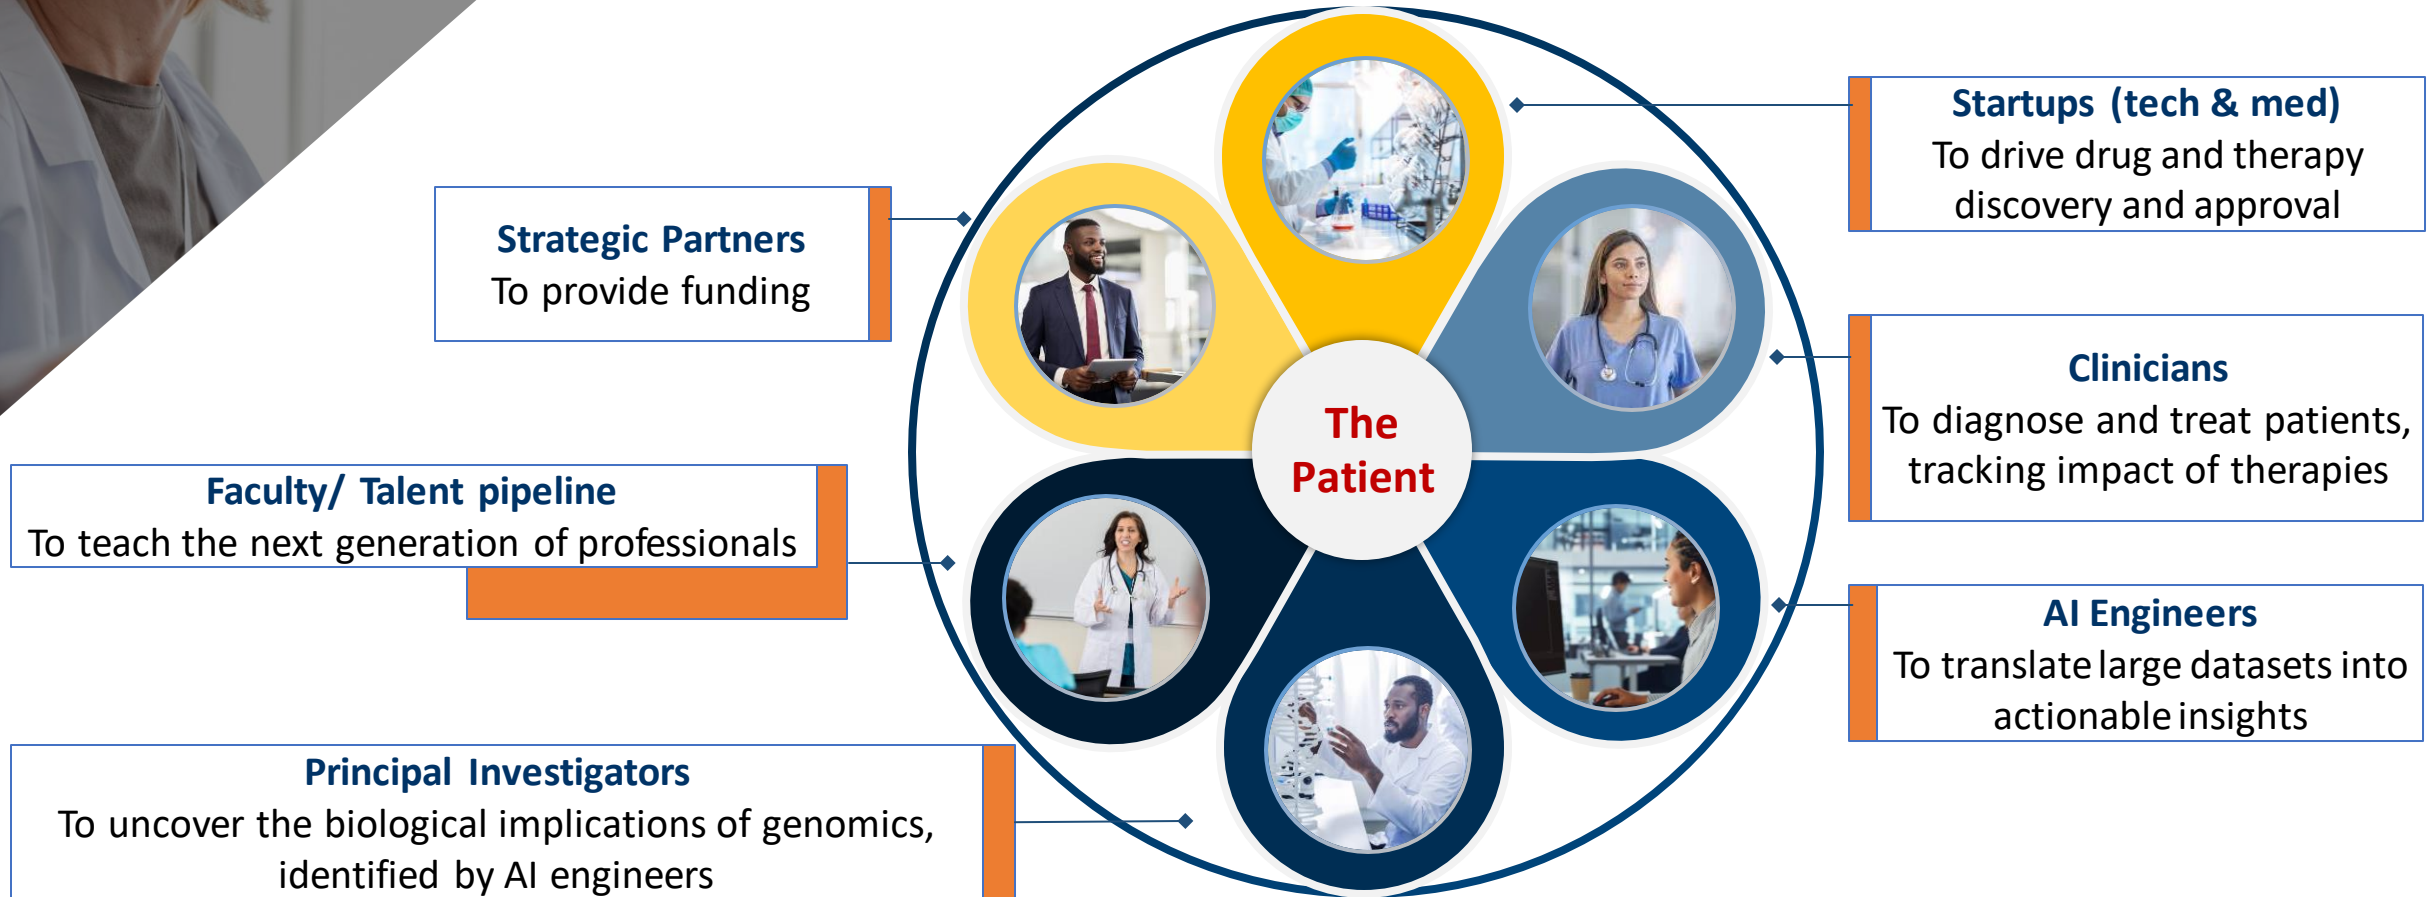 Startups (tech & med)
To drive drug and therapy
discovery and approval
Strategic Partners
To provide funding
Clinicians
To diagnose and treat patients,
tracking impact of therapies
The
Patient
Faculty/ Talent pipeline
To teach the next generation of professionals
AI Engineers
To translate large datasets into
actionable insights
Principal Investigators
To uncover the biological implications of genomics,
identified by AI engineers